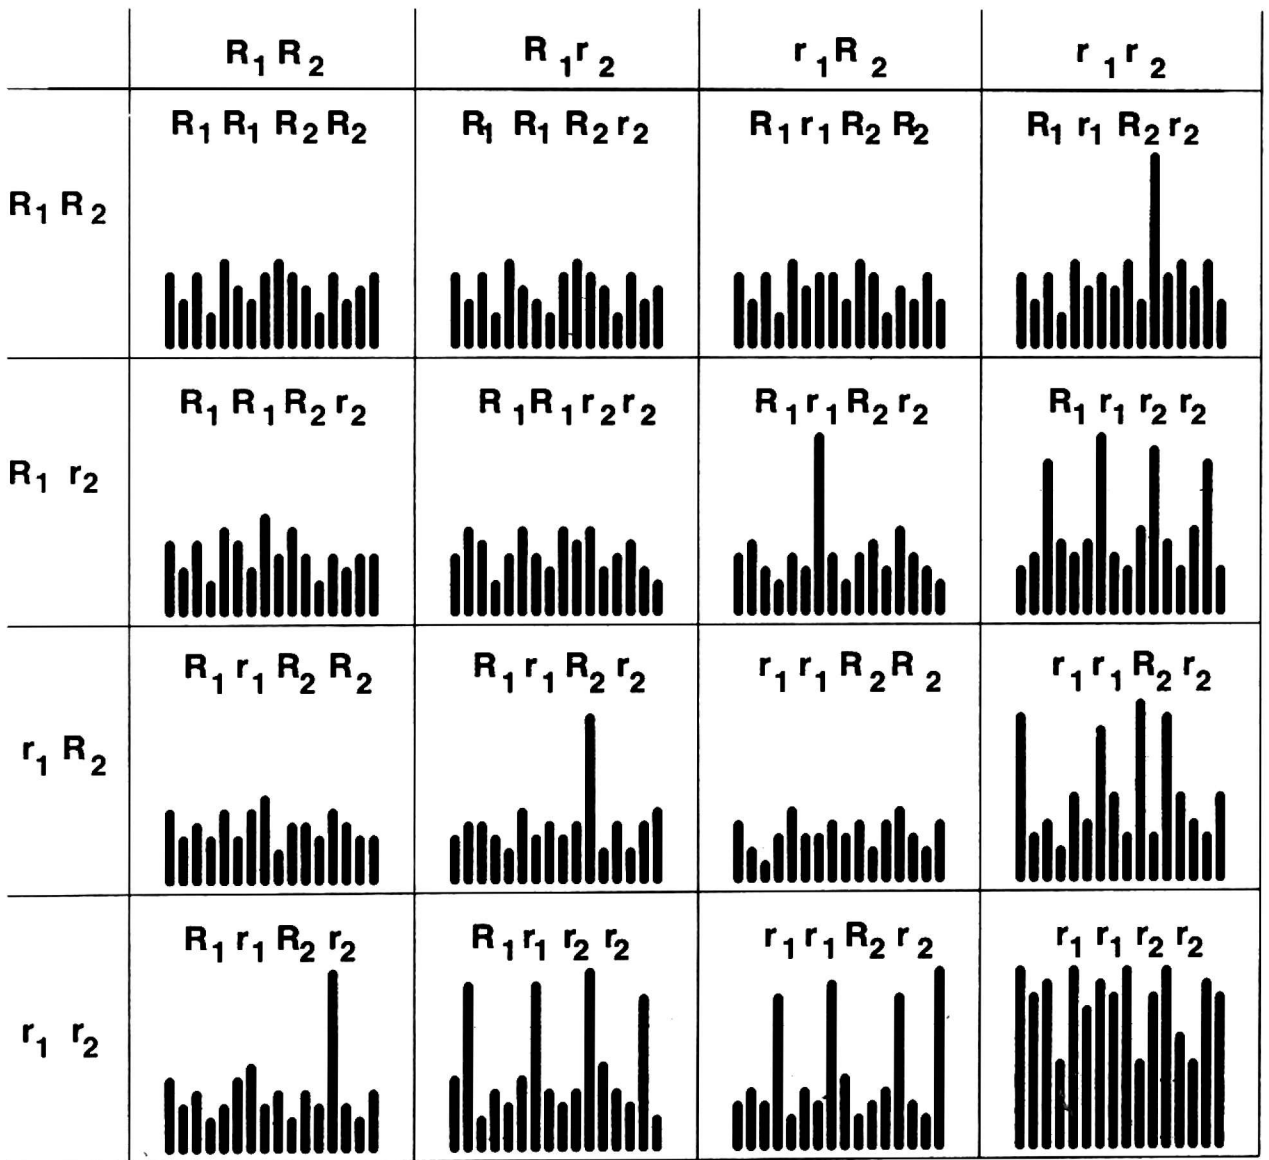 R₁ R₂ R₁ r₂ r₁ R₂ r₁ r₂
R₁ R₁ R₂ R₂ R₁ R₁ R₂ r₂ R₁ r₁ R₂ R₂ R₁ r₁ R₂ r₂
R₁ R₂
R₁ R₁ R₂ r₂ R₁ R₁ r₂ r₂ R₁ r₁ R₂ r₂ R₁ r₁ r₂ r₂
R₁ r₂
R₁ r₁ R₂ R₂ R₁ r₁ R₂ r₂ r₁ r₁ R₂ R₂ r₁ r₁ R₂ r₂
r₁ R₂
R₁ r₁ R₂ r₂ R₁ r₁ r₂ r₂ r₁ r₁ R₂ r₂ r₁ r₁ r₂ r₂
r₁ r₂